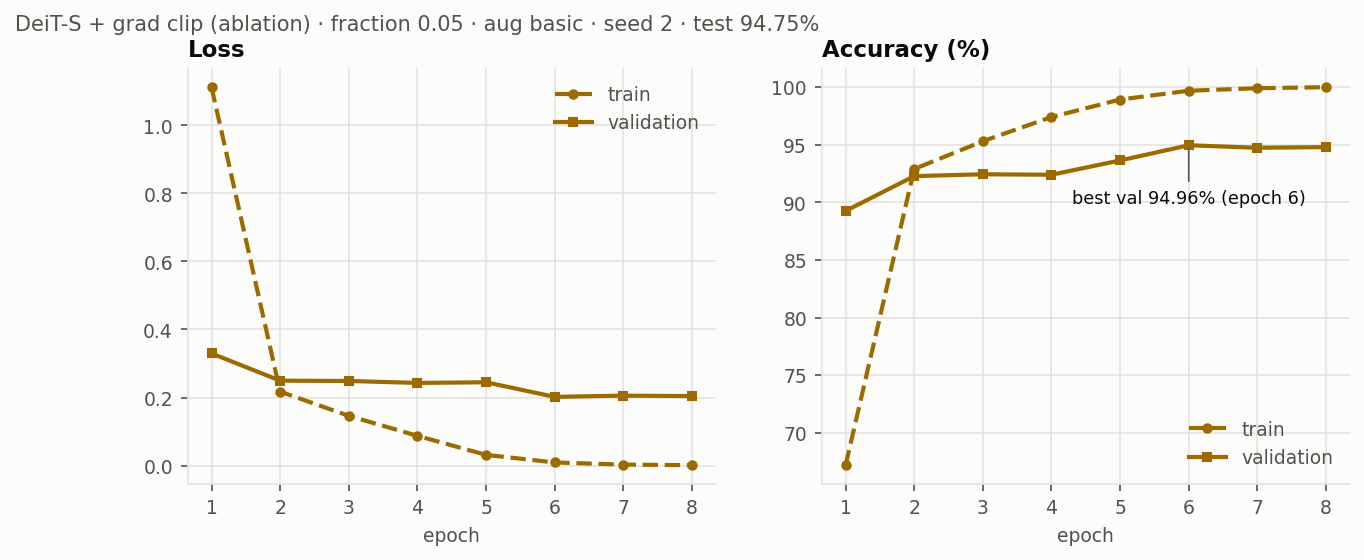 DeiT-S + grad clip (ablation) · fraction 0.05 · aug basic · seed 2 · test 94.75%
Loss
train
validation
1.0
0.8
0.6
0.4
0.2
0.0
1 2 3 4 5 6 7 8
epoch
Accuracy (%)
100
95
90
85
80
75
70
best val 94.96% (epoch 6)
train
validation
1 2 3 4 5 6 7 8
epoch